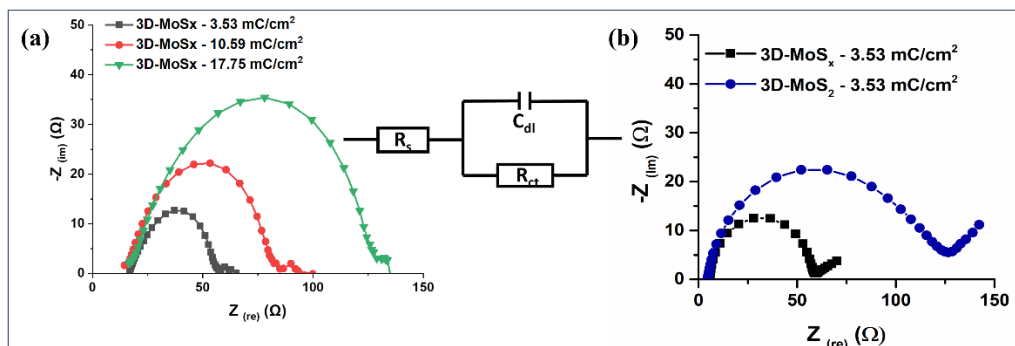 (a)
3D-MoSx - 3.53 mC/cm²
3D-MoSx - 10.59 mC/cm²
3D-MoSx - 17.75 mC/cm²
50
40
30
20
10
0
-Z (im) (Ω)
0 50 100 150
Z (re) (Ω)
Rs
Cdl
Rct
(b)
3D-MoSₓ - 3.53 mC/cm²
3D-MoS₂ - 3.53 mC/cm²
50
40
30
20
10
0
-Z (Im) (Ω)
0 50 100 150
Z (re) (Ω)